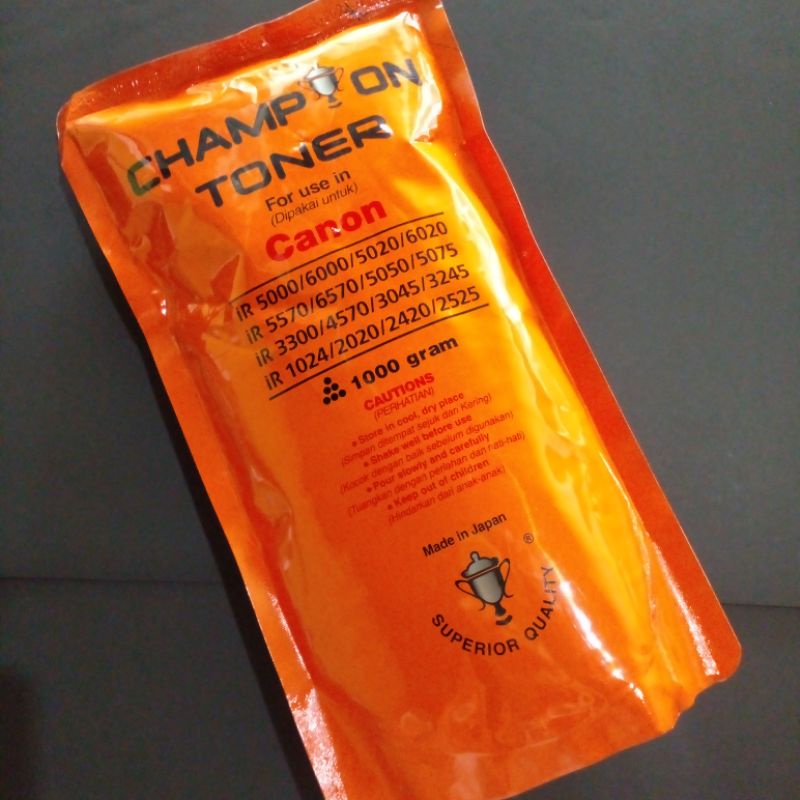 CHAMPION
TONER
For use in
(Dipakai untuk)
Canon
iR 5000/6000/5020/6020
iR 5570/6570/5050/5075
iR 3300/4570/3045/3245
iR 1024/2020/2420/2525
1000 gram
CAUTIONS
(PERHATIAN)
• Store in cool, dry place
(Simpan ditempat sejuk dan Kering)
• Shake well before use
(Kocok dengan baik sebelum digunakan)
• Pour slowly and carefully
(Tuangkan dengan perlahan dan hati-hati)
• Keep out of children
(Hindarkan dari anak-anak)
Made in Japan
®
SUPERIOR QUALITY